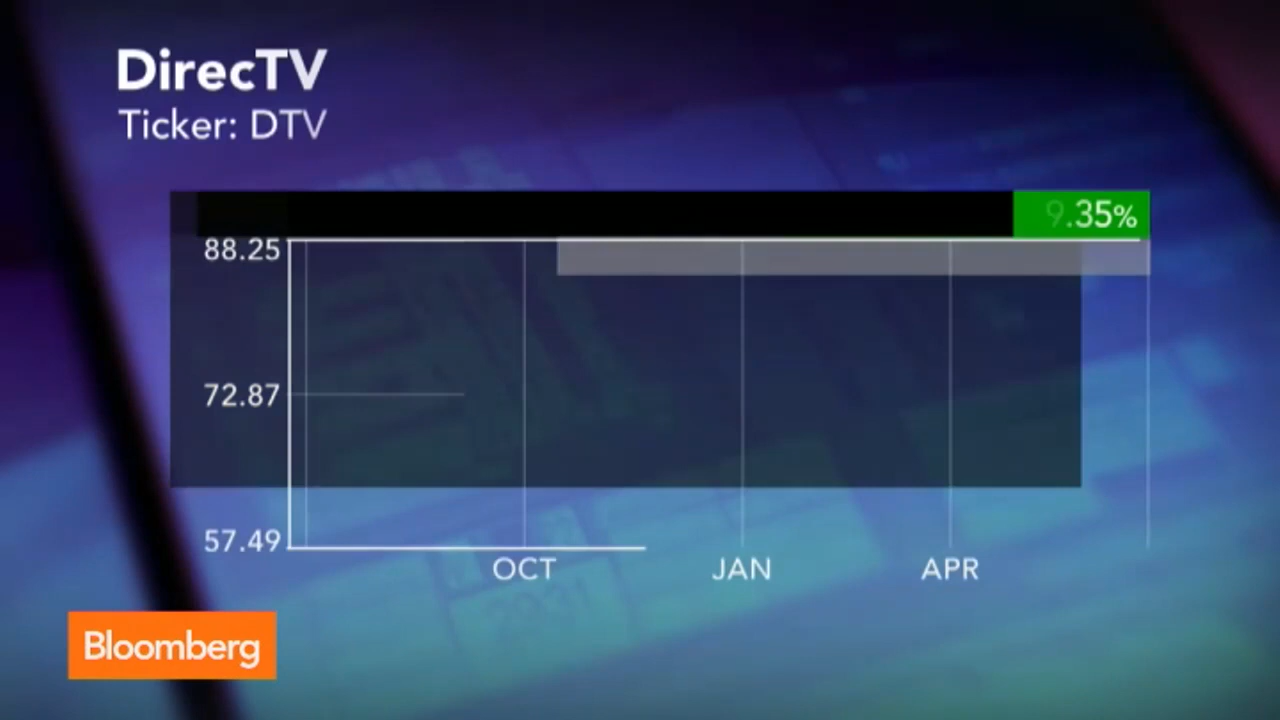 DirecTV
Ticker: DTV
9.35%
88.25
72.87
57.49
OCT JAN APR
Bloomberg